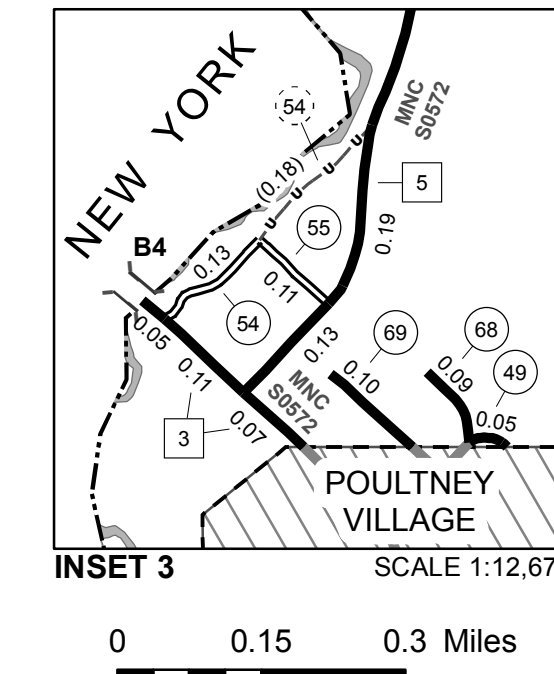 NEW YORK
MNC
S0572
54
5
(0.18)
55
0.19
B4
0.13
0.11
54
0.05
0.13
69
68
0.11
MNC
S0572
0.10
0.09
49
3
0.07
0.05
U
U
U
U
POULTNEY
VILLAGE
INSET 3 SCALE 1:12,67
0 0.15 0.3 Miles